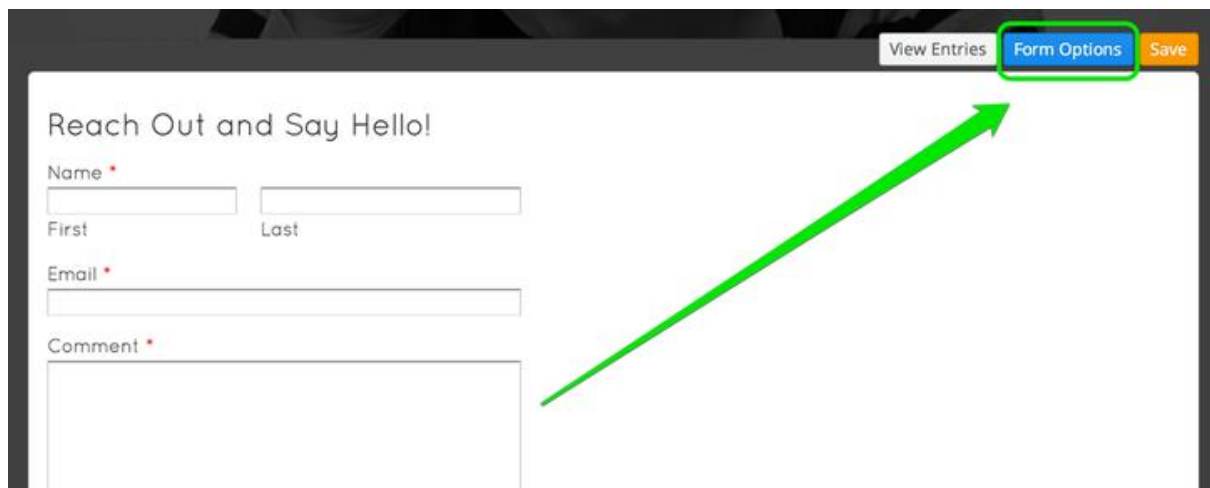 View Entries Form Options Save
Reach Out and Say Hello!
Name *
First Last
Email *
Comment *